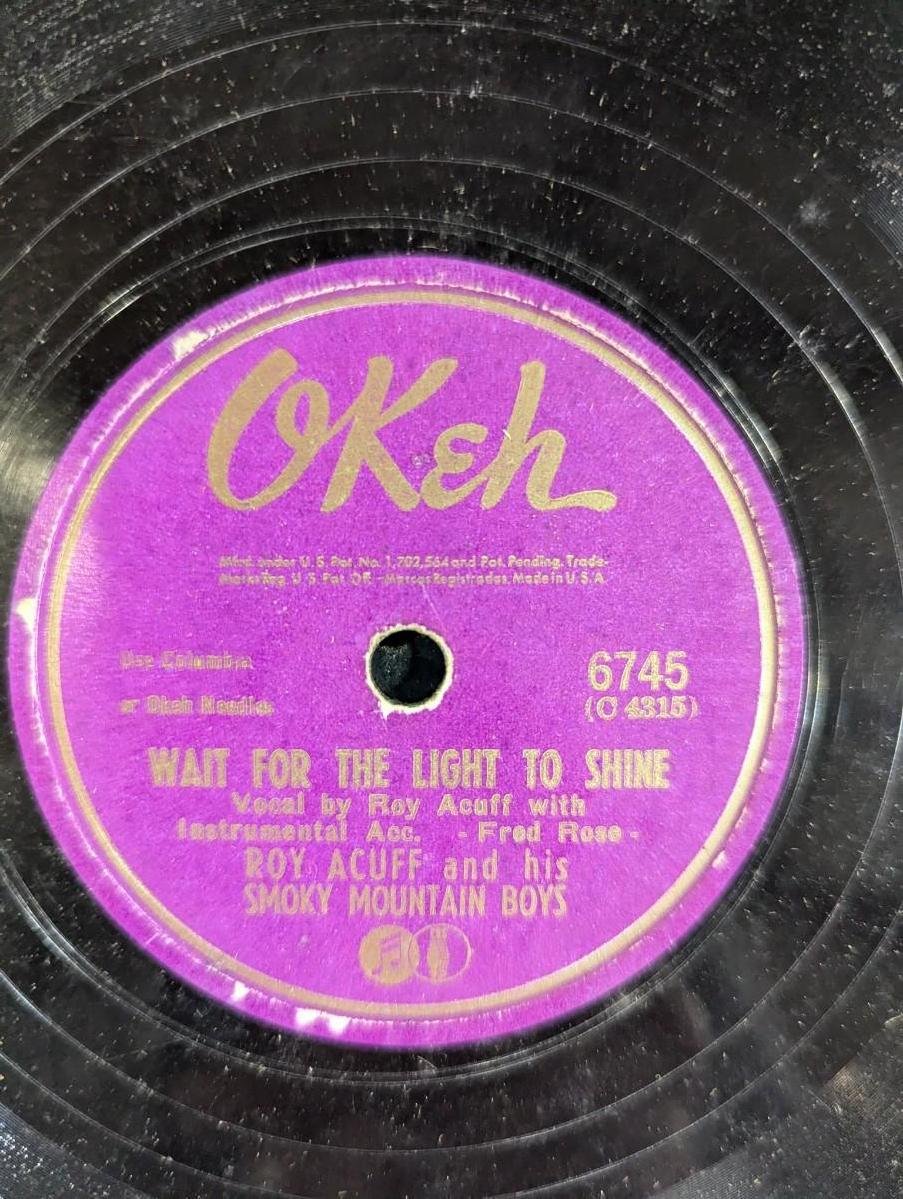 OKeh
Mfrd. under U. S. Pat. No. 1,702,564 and Pat. Pending. Trade-
Mark Reg. U. S. Pat. Off. -Marcas Registradas. Made in U. S. A
Use Columbia
or Okeh Needles
6745
(O 4315)
WAIT FOR THE LIGHT TO SHINE
Vocal by Roy Acuff with
Instrumental Acc. - Fred Rose -
ROY ACUFF and his
SMOKY MOUNTAIN BOYS